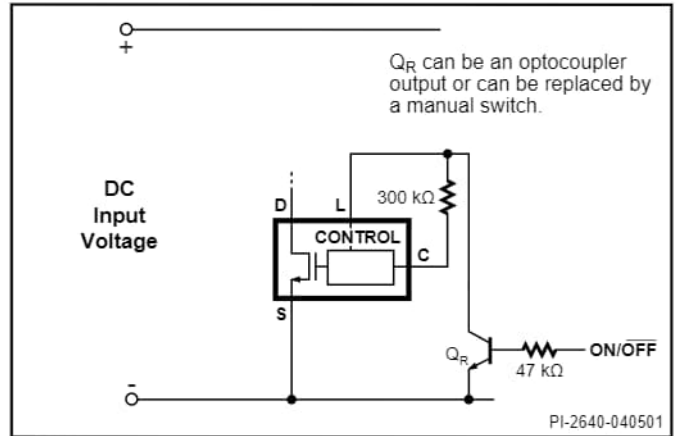 +
QR can be an optocoupler
output or can be replaced by
a manual switch.
DC
Input
Voltage
D
L
300 kΩ
CONTROL
C
S
QR
47 kΩ
ON/OFF
-
PI-2640-040501